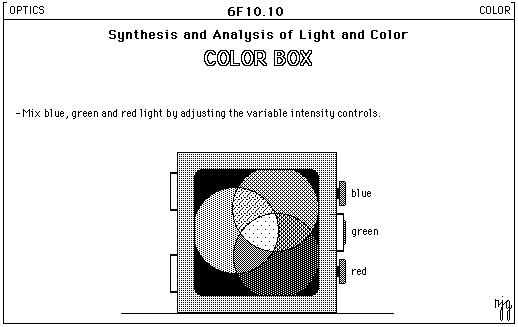 OPTICS 6F10.10 COLOR
Synthesis and Analysis of Light and Color
COLOR BOX
- Mix blue, green and red light by adjusting the variable intensity controls.
blue
green
red